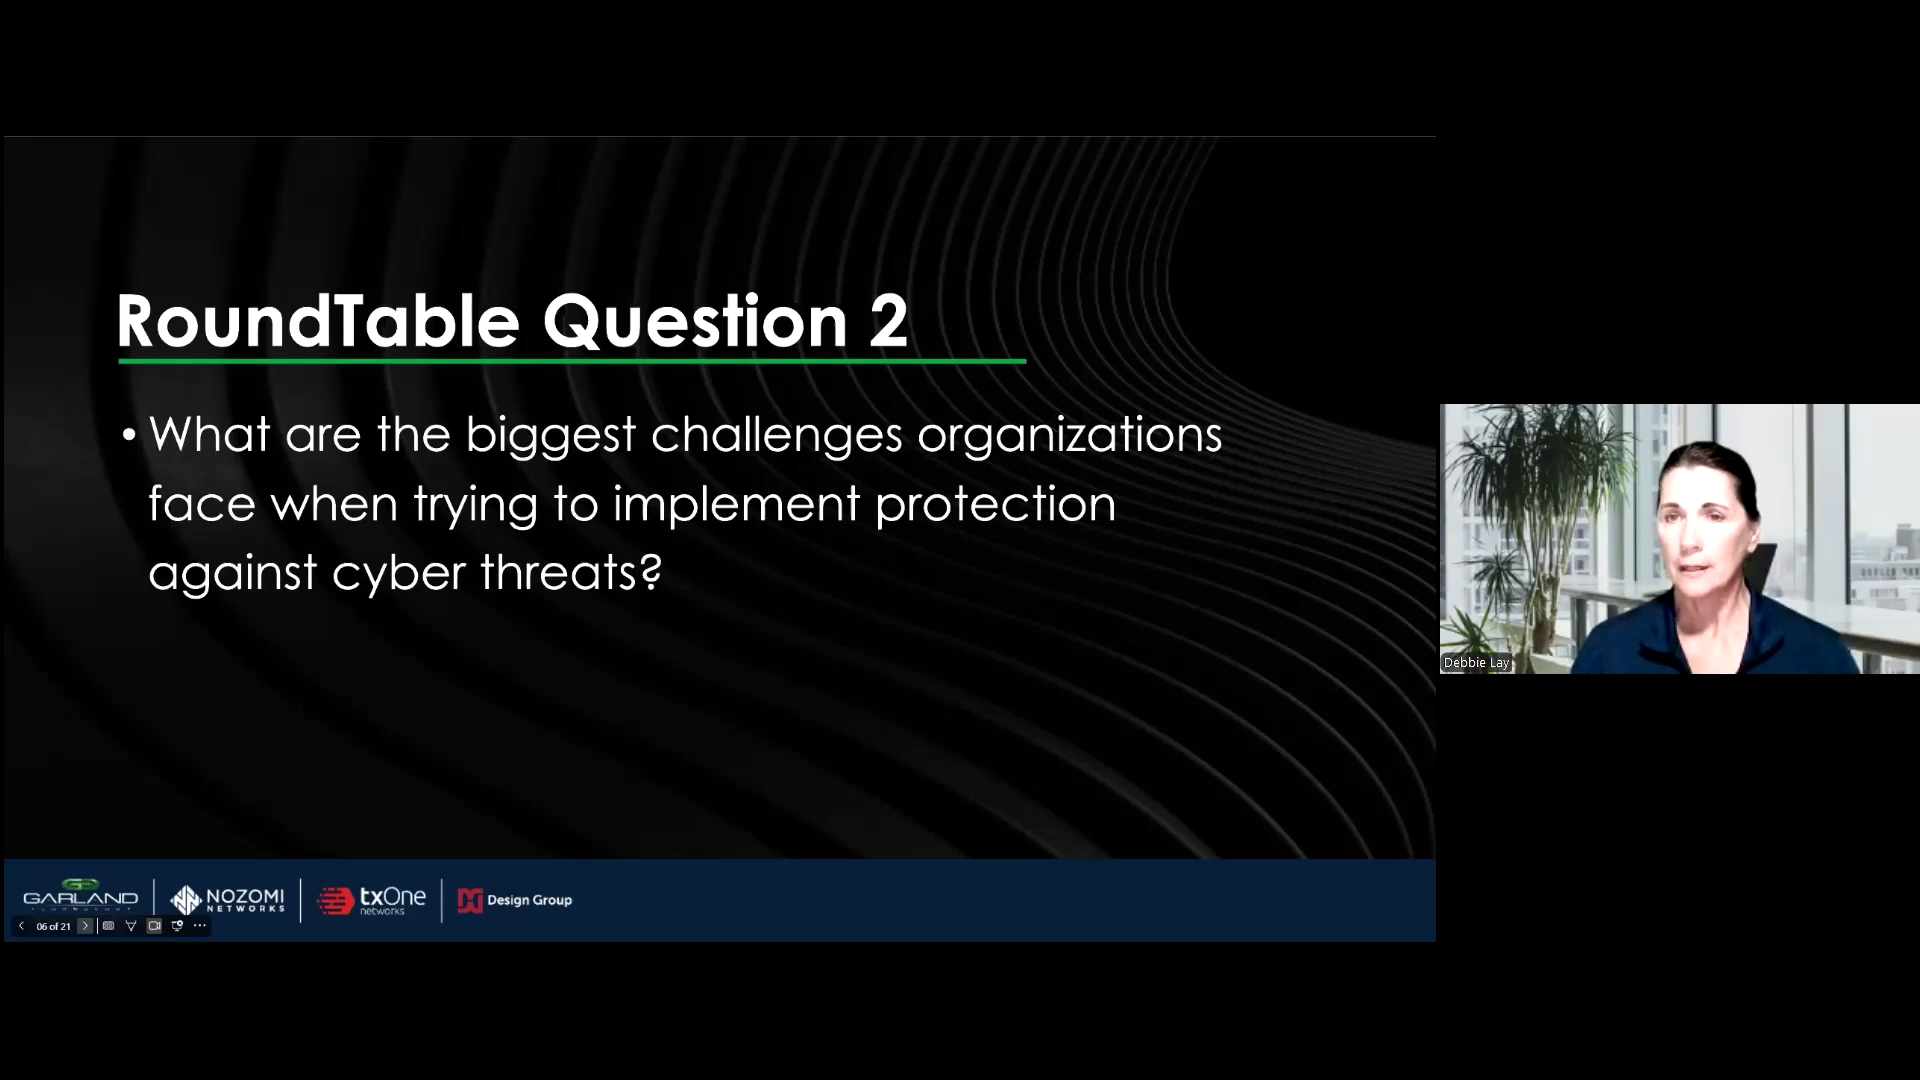 RoundTable Question 2
• What are the biggest challenges organizations
face when trying to implement protection
against cyber threats?
Debbie Lay
GARLAND
NOZOMI
NETWORKS
txOne
networks
Design Group
06 of 21